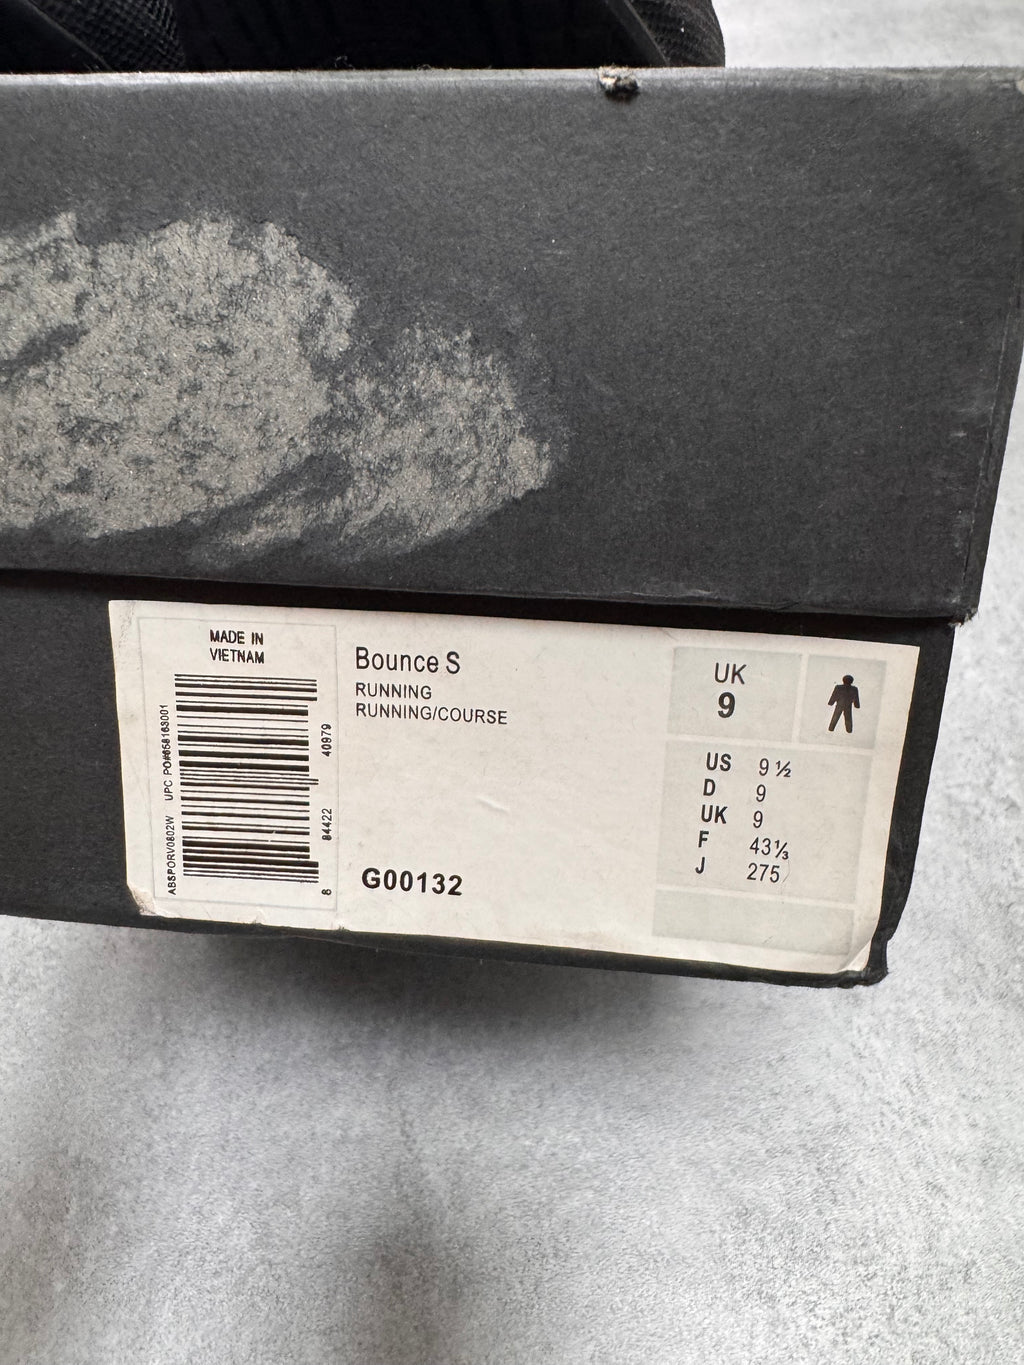 MADE IN
VIETNAM
ABSPORV0802W UPC PO#658163001
8 84422 40979
Bounce S
RUNNING
RUNNING/COURSE
G00132
UK
9
US 9 ½
D 9
UK 9
F 43⅓
J 275